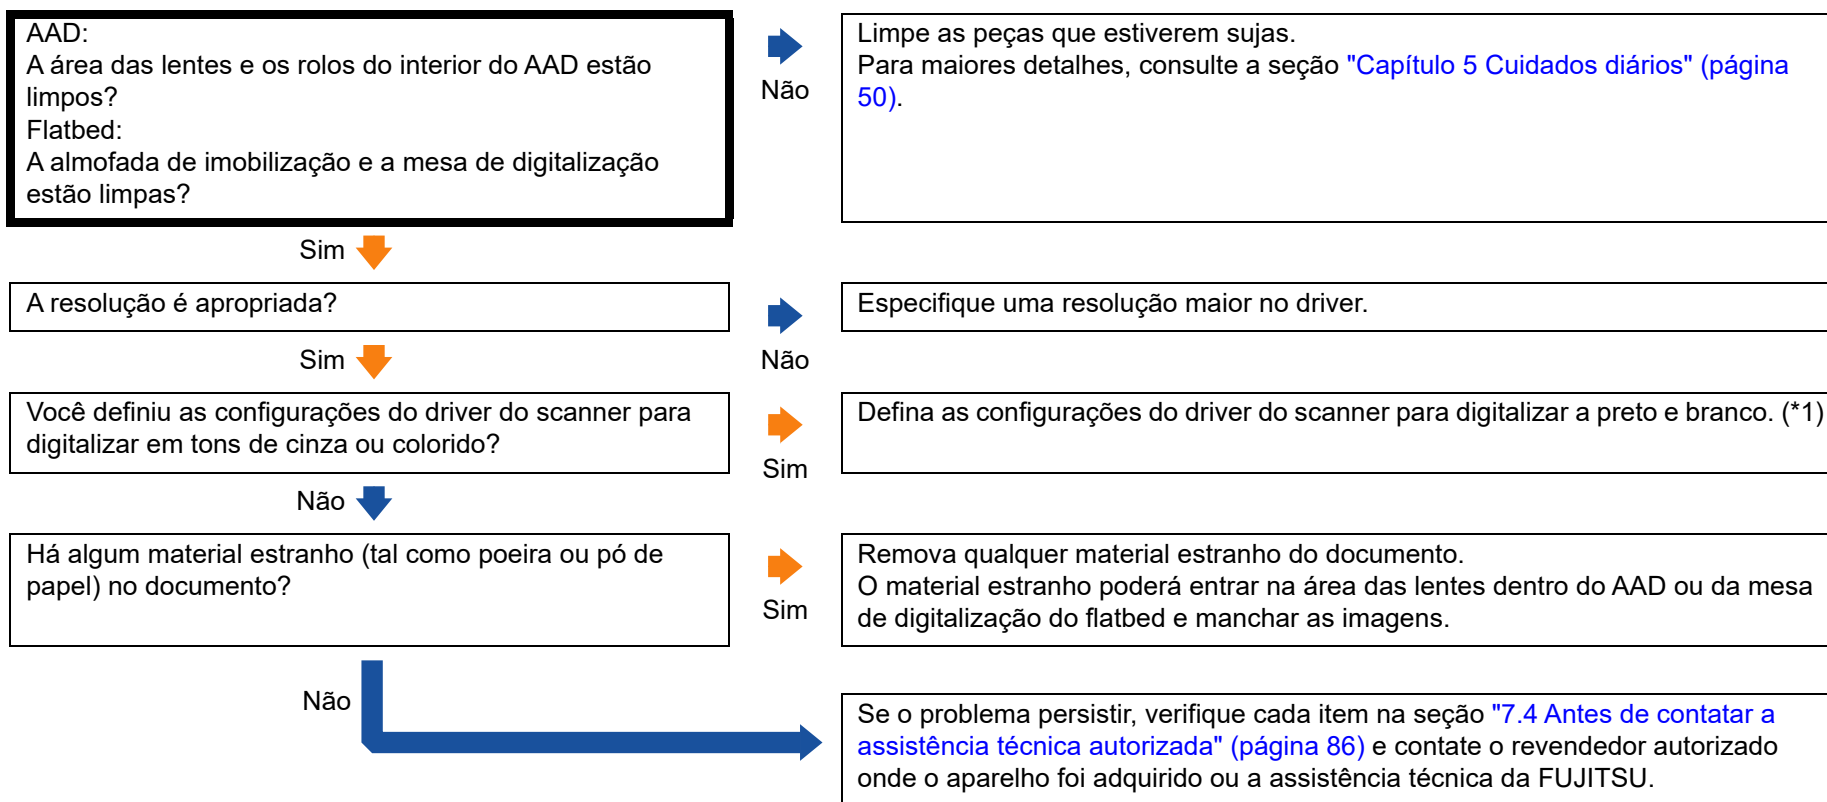 AAD:
A área das lentes e os rolos do interior do AAD estão
limpos?
Flatbed:
A almofada de imobilização e a mesa de digitalização
estão limpas?
Não
Limpe as peças que estiverem sujas.
Para maiores detalhes, consulte a seção "Capítulo 5 Cuidados diários" (página
50).
Sim
A resolução é apropriada?
Não
Especifique uma resolução maior no driver.
Sim
Você definiu as configurações do driver do scanner para
digitalizar em tons de cinza ou colorido?
Sim
Defina as configurações do driver do scanner para digitalizar a preto e branco. (*1)
Não
Há algum material estranho (tal como poeira ou pó de
papel) no documento?
Sim
Remova qualquer material estranho do documento.
O material estranho poderá entrar na área das lentes dentro do AAD ou da mesa
de digitalização do flatbed e manchar as imagens.
Não
Se o problema persistir, verifique cada item na seção "7.4 Antes de contatar a
assistência técnica autorizada" (página 86) e contate o revendedor autorizado
onde o aparelho foi adquirido ou a assistência técnica da FUJITSU.